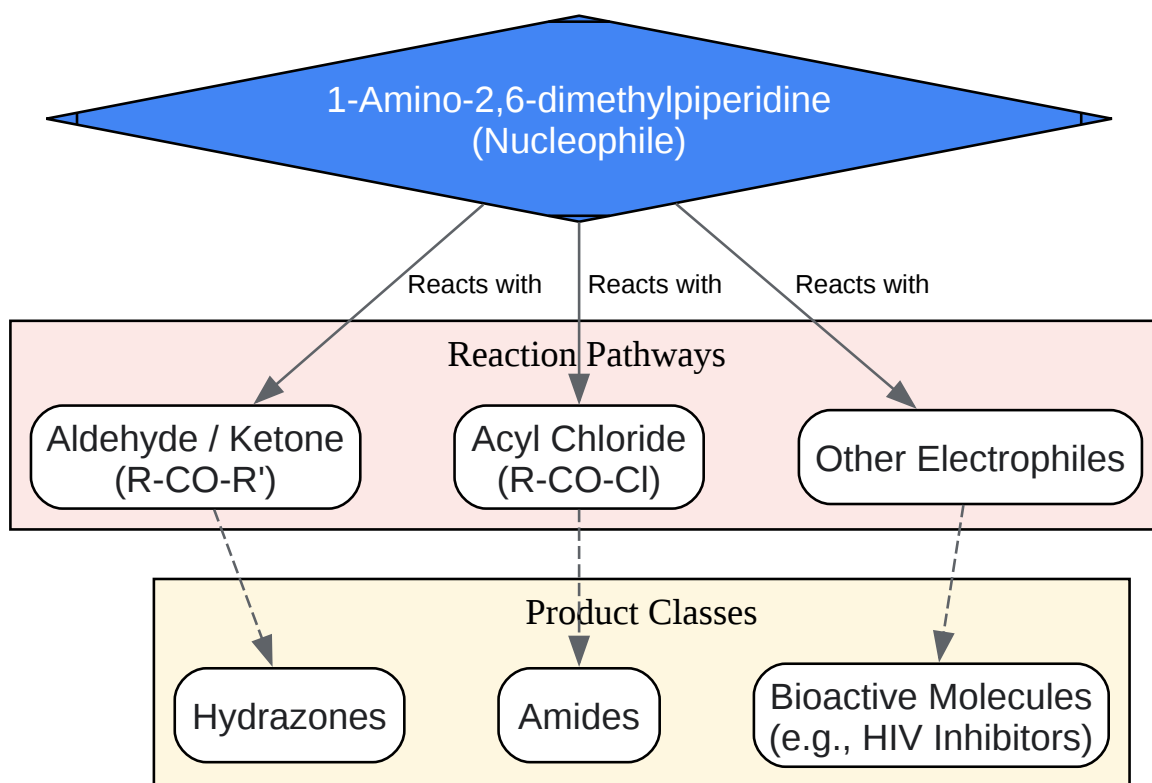 1-Amino-2,6-dimethylpiperidine
(Nucleophile)
Reacts with
Reacts with
Reacts with
Reaction Pathways
Aldehyde / Ketone
(R-CO-R')
Acyl Chloride
(R-CO-Cl)
Other Electrophiles
Product Classes
Hydrazones
Amides
Bioactive Molecules
(e.g., HIV Inhibitors)